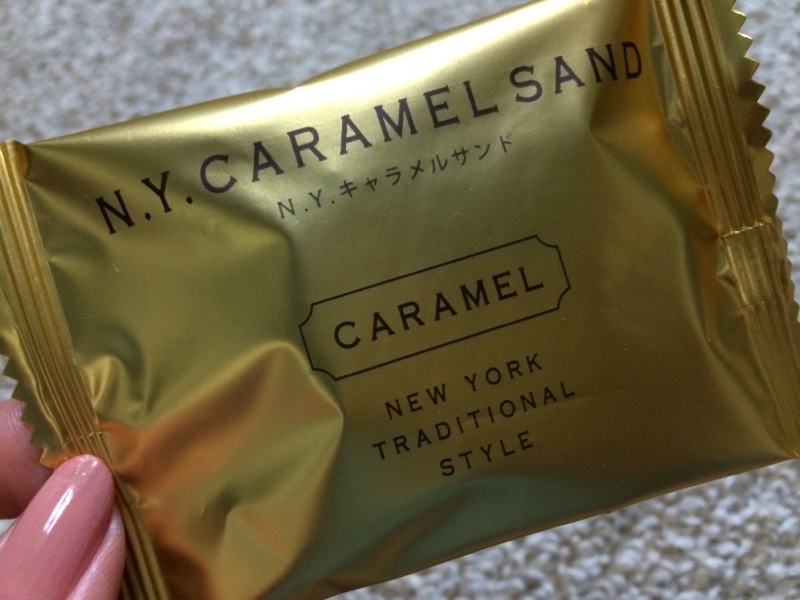 N.Y. CARAMEL SAND
N.Y.キャラメルサンド
CARAMEL
NEW YORK
TRADITIONAL
STYLE